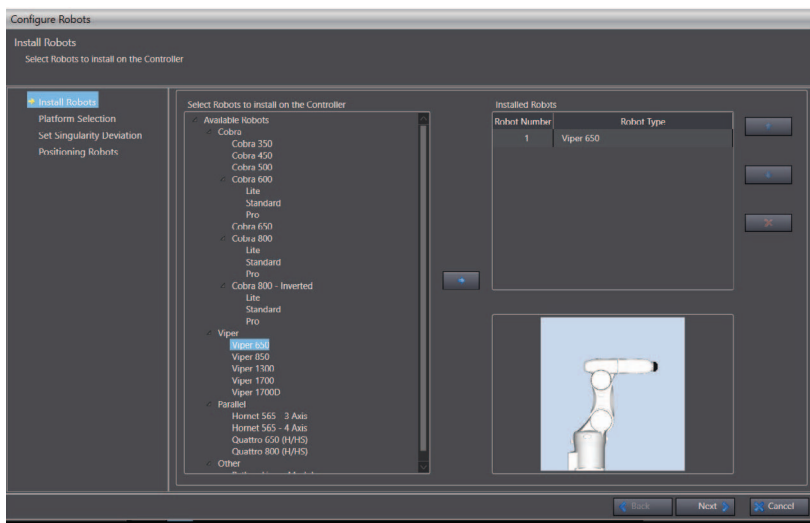 Configure Robots
Install Robots
Select Robots to install on the Controller
Install Robots
Platform Selection
Set Singularity Deviation
Positioning Robots
Select Robots to install on the Controller
Available Robots
Cobra
Cobra 350
Cobra 450
Cobra 500
Cobra 600
Lite
Standard
Pro
Cobra 650
Cobra 800
Lite
Standard
Pro
Cobra 800 - Inverted
Lite
Standard
Pro
Viper
Viper 650
Viper 850
Viper 1300
Viper 1700
Viper 1700D
Parallel
Hornet 565 - 3 Axis
Hornet 565 - 4 Axis
Quattro 650 (H/HS)
Quattro 800 (H/HS)
Other
Installed Robots
Robot Number Robot Type
1 Viper 650
Back Next Cancel